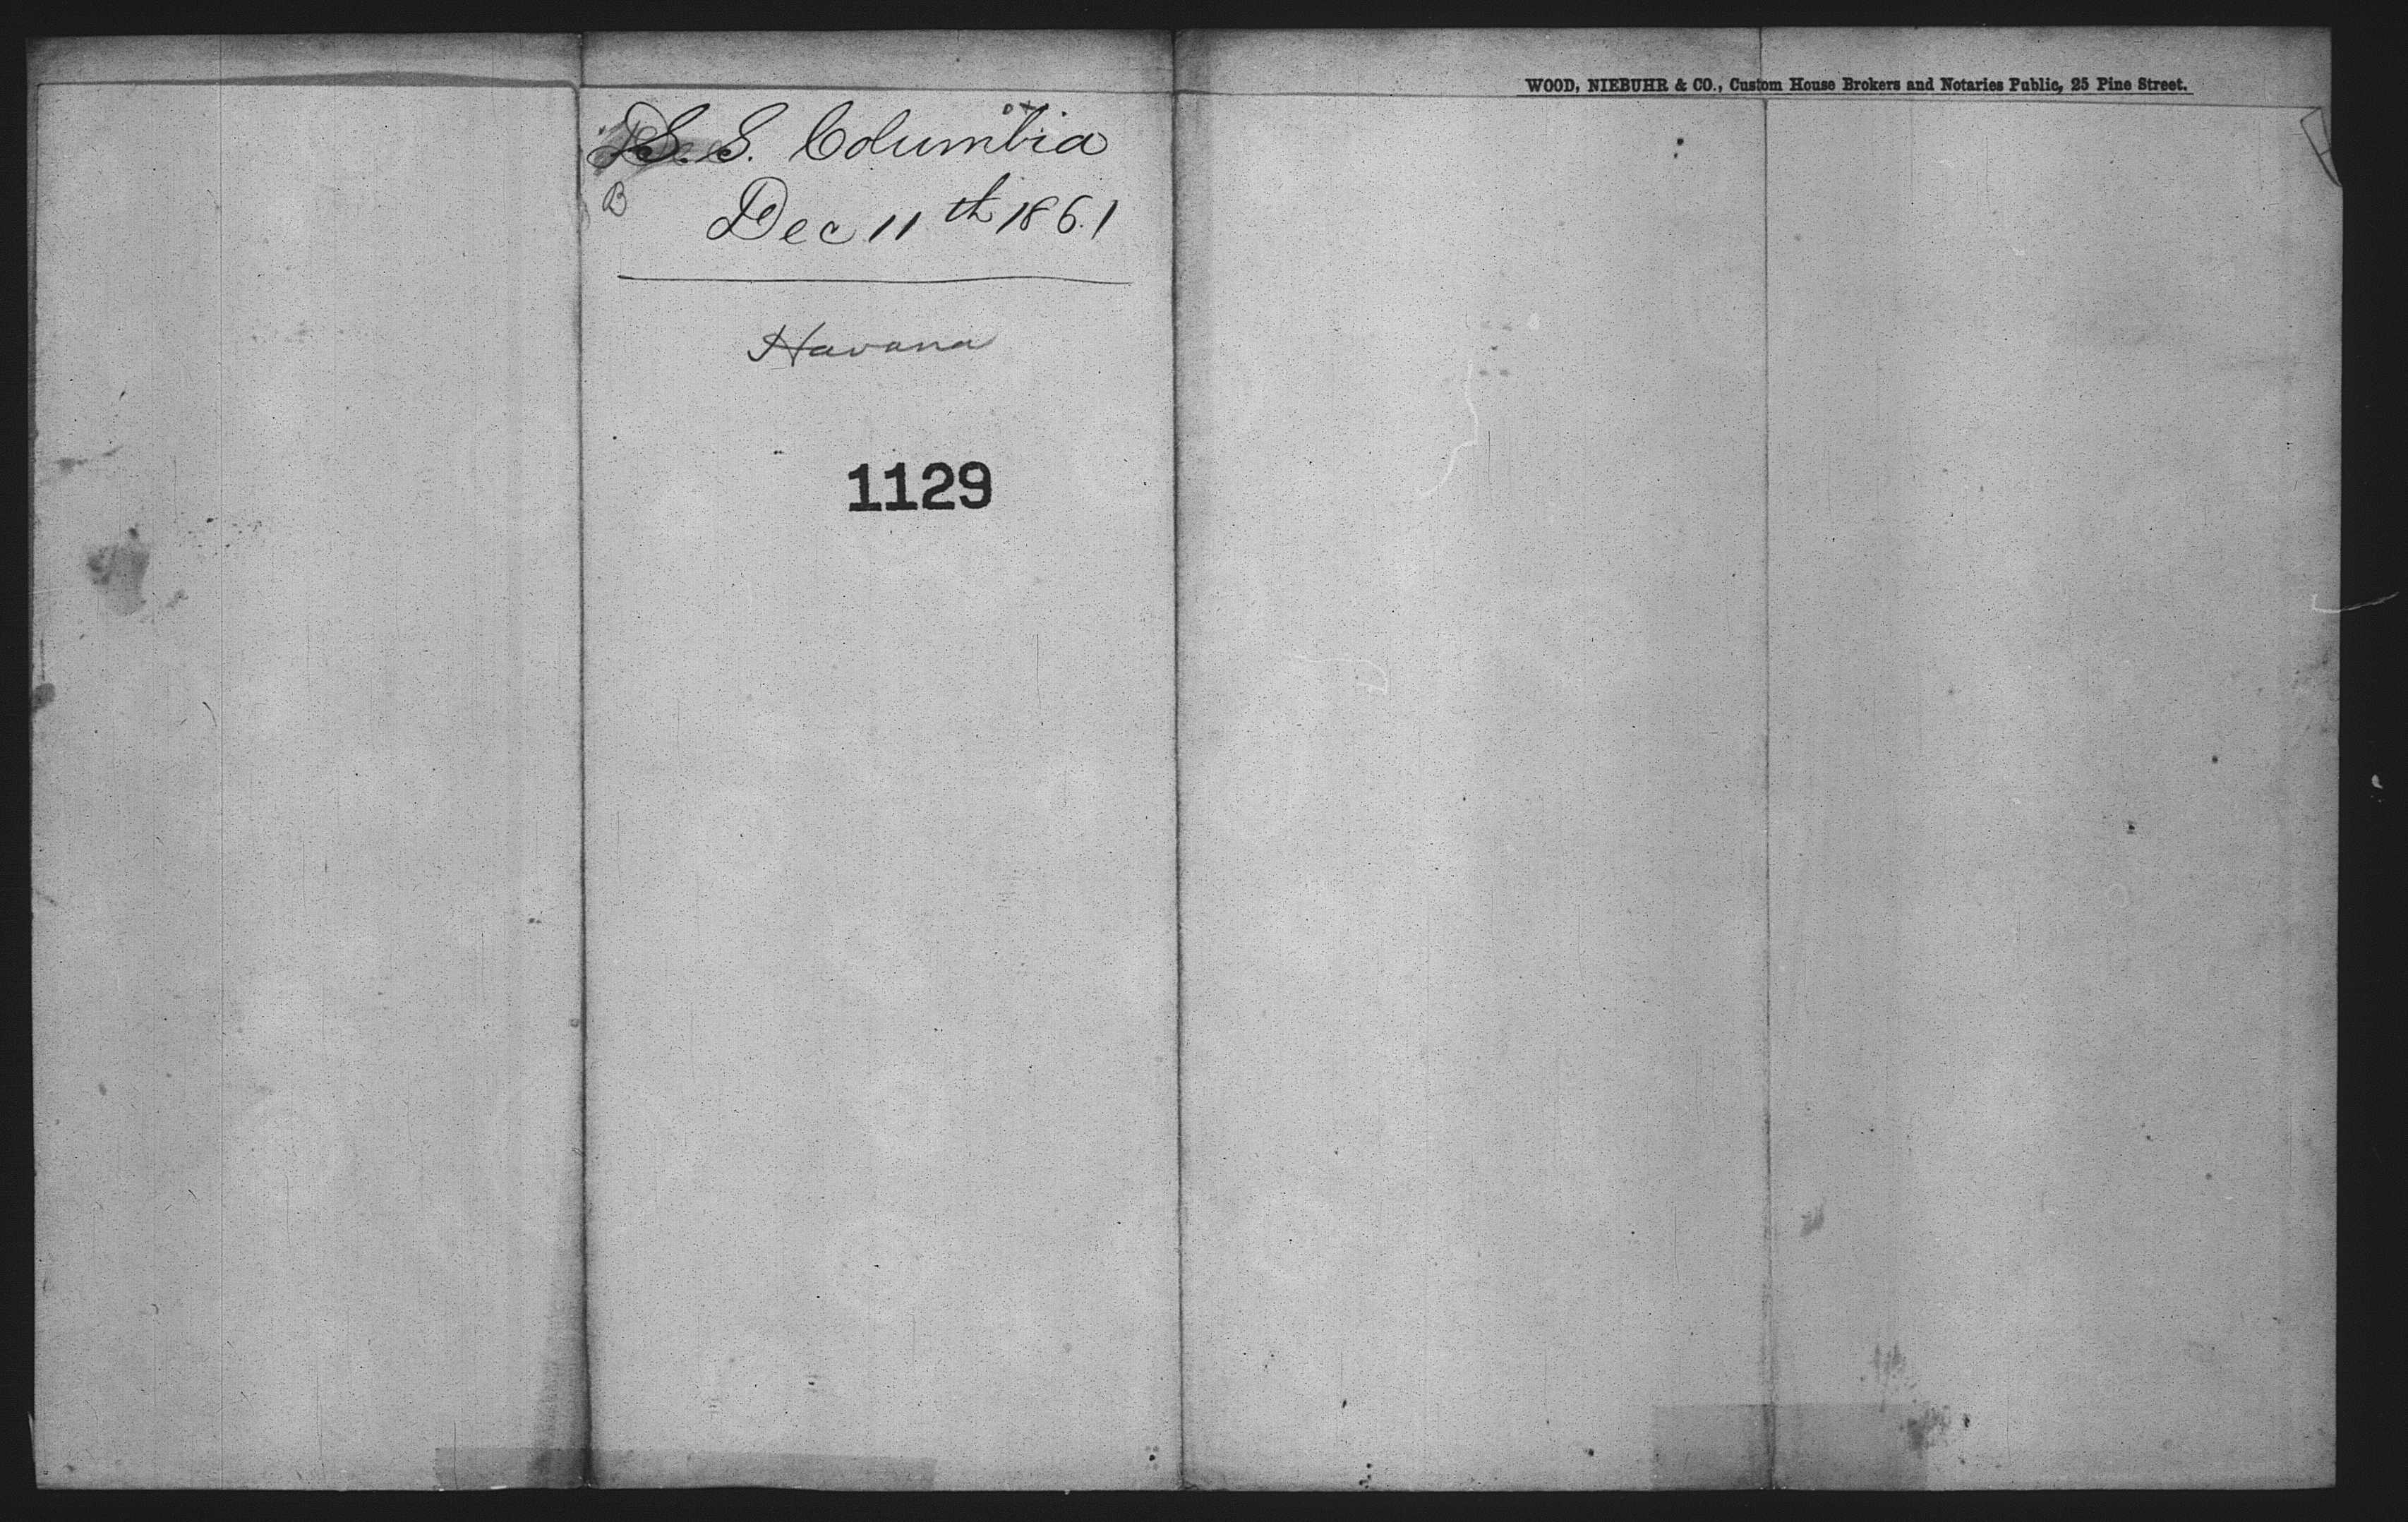 S. S. Columbia
B
Dec 11th 1861
Havana
1129
WOOD, NIEBUHR & CO., Custom House Brokers and Notaries Public, 25 Pine Street.